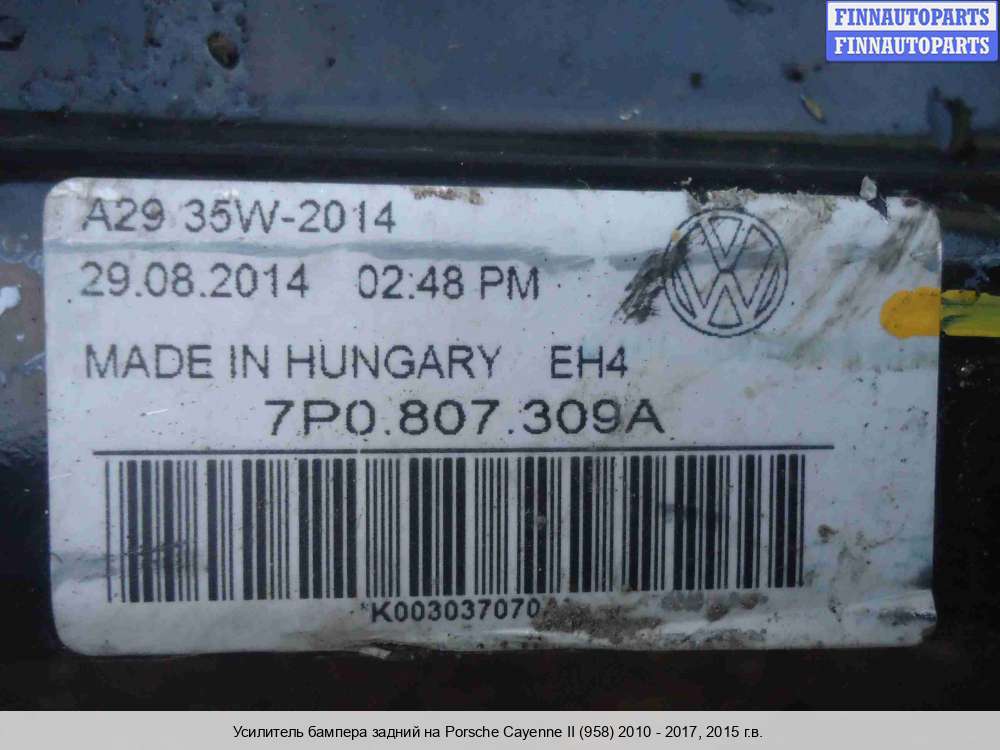 FINNAUTOPARTS
FINNAUTOPARTS
A29 35W-2014
29.08.2014 02:48 PM
MADE IN HUNGARY EH4
7P0.807.309A
*K003037070
Усилитель бампера задний на Porsche Cayenne II (958) 2010 - 2017, 2015 г.в.